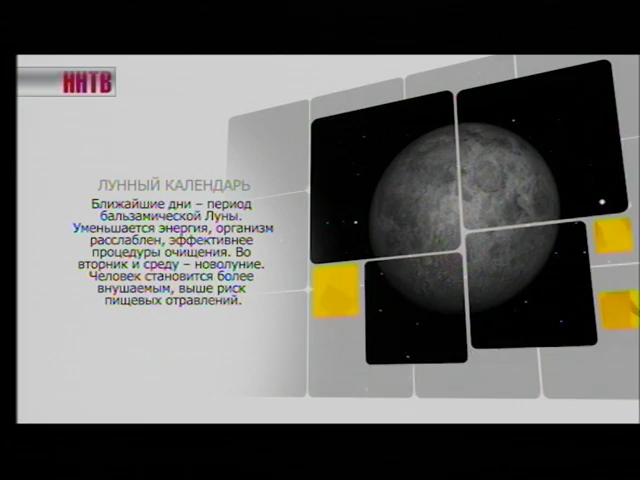 ННТВ
ЛУННЫЙ КАЛЕНДАРЬ
Ближайшие дни – период
бальзамической Луны.
Уменьшается энергия, организм
расслаблен, эффективнее
процедуры очищения. Во
вторник и среду – новолуние.
Человек становится более
внушаемым, выше риск
пищевых отравлений.